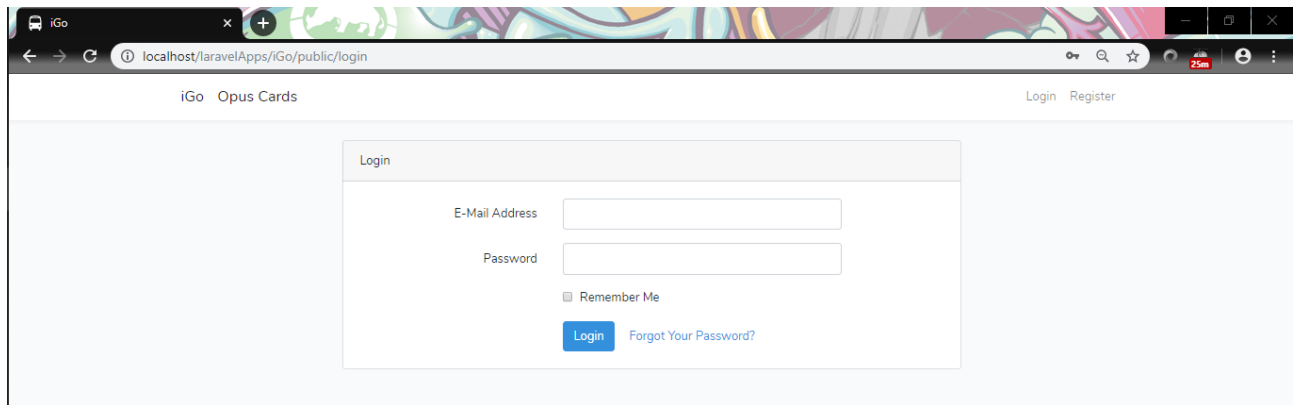 iGo
localhost/laravelApps/iGo/public/login
25m
iGo Opus Cards Login Register
Login
E-Mail Address
Password
Remember Me
Login Forgot Your Password?